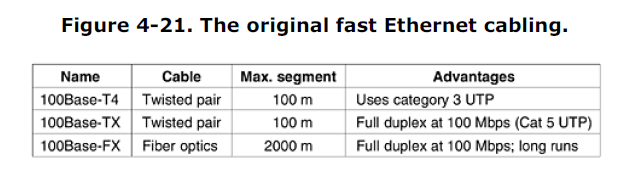 Figure 4-21. The original fast Ethernet cabling.
Name Cable Max. segment Advantages
100Base-T4 Twisted pair 100 m Uses category 3 UTP
100Base-TX Twisted pair 100 m Full duplex at 100 Mbps (Cat 5 UTP)
100Base-FX Fiber optics 2000 m Full duplex at 100 Mbps; long runs